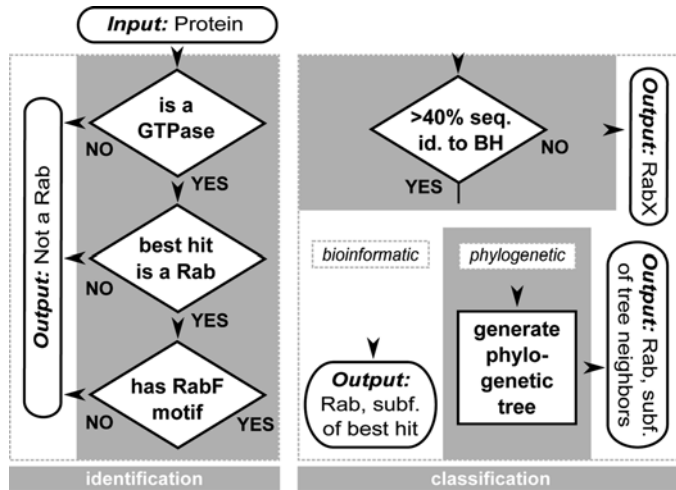 Input: Protein
is a
GTPase
NO
YES
best hit
is a Rab
NO
YES
has RabF
motif
NO
YES
Output: Not a Rab
identification
>40% seq.
id. to BH
NO
YES
Output: RabX
bioinformatic
phylogenetic
Output:
Rab, subf.
of best hit
generate
phylo-
genetic
tree
Output:
Rab, subf.
of tree neighbors
classification